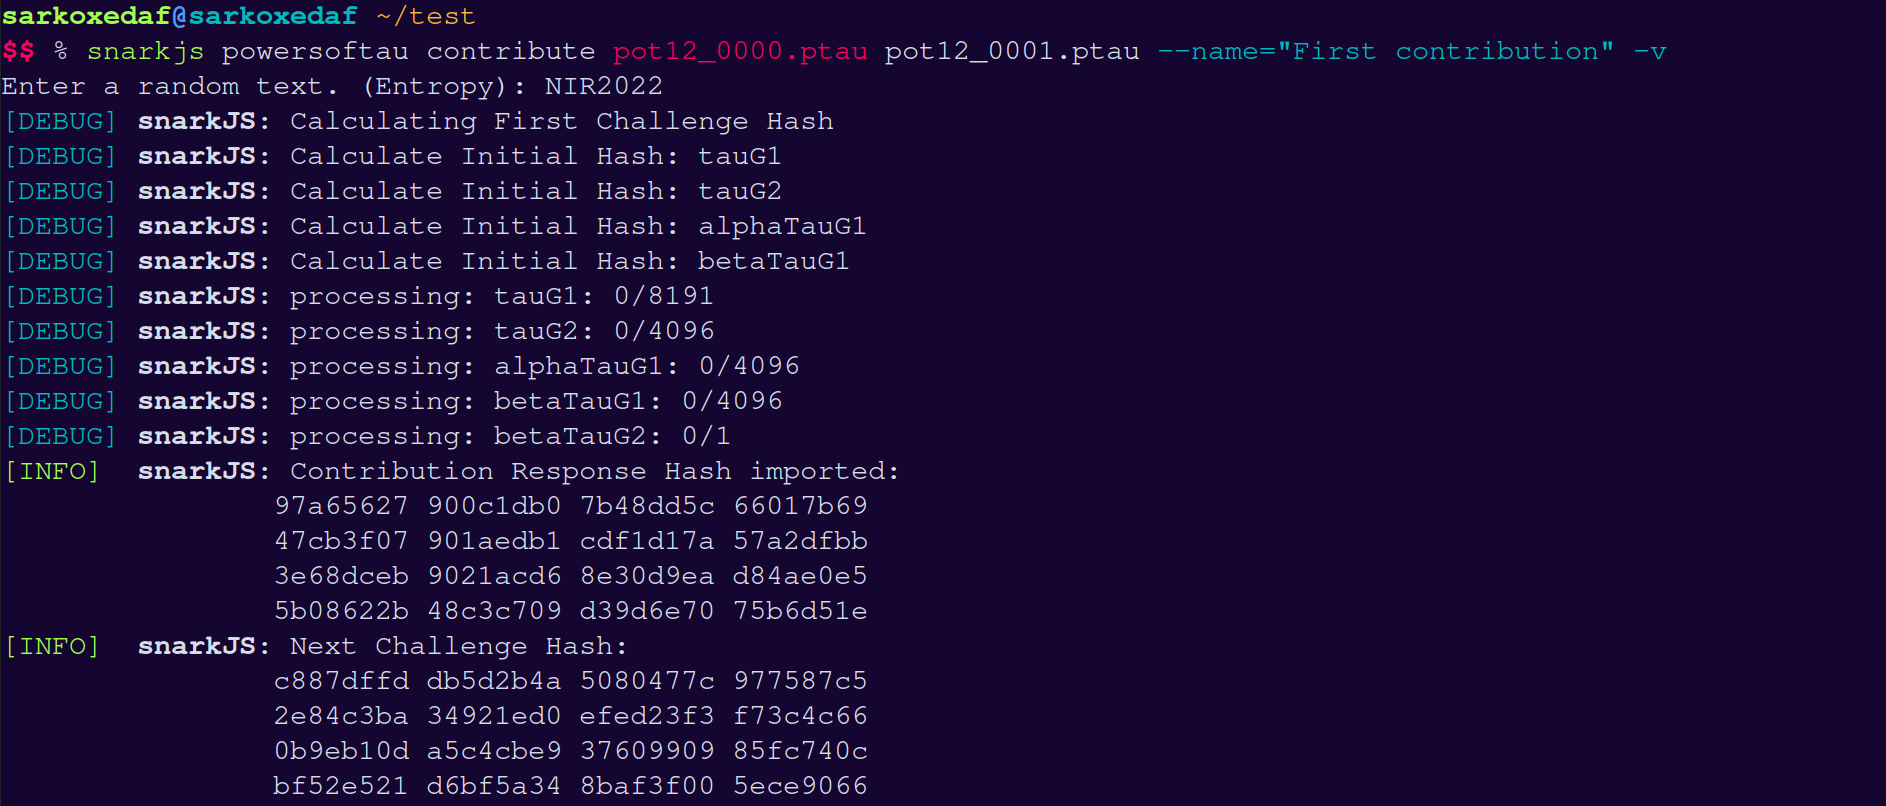 sarkoxedaf@sarkoxedaf ~/test
$$ % snarkjs powersoftau contribute pot12_0000.ptau pot12_0001.ptau --name="First contribution" -v
Enter a random text. (Entropy): NIR2022
[DEBUG] snarkJS: Calculating First Challenge Hash
[DEBUG] snarkJS: Calculate Initial Hash: tauG1
[DEBUG] snarkJS: Calculate Initial Hash: tauG2
[DEBUG] snarkJS: Calculate Initial Hash: alphaTauG1
[DEBUG] snarkJS: Calculate Initial Hash: betaTauG1
[DEBUG] snarkJS: processing: tauG1: 0/8191
[DEBUG] snarkJS: processing: tauG2: 0/4096
[DEBUG] snarkJS: processing: alphaTauG1: 0/4096
[DEBUG] snarkJS: processing: betaTauG1: 0/4096
[DEBUG] snarkJS: processing: betaTauG2: 0/1
[INFO]  snarkJS: Contribution Response Hash imported:
97a65627 900c1db0 7b48dd5c 66017b69
47cb3f07 901aedb1 cdf1d17a 57a2dfbb
3e68dceb 9021acd6 8e30d9ea d84ae0e5
5b08622b 48c3c709 d39d6e70 75b6d51e
[INFO]  snarkJS: Next Challenge Hash:
c887dffd db5d2b4a 5080477c 977587c5
2e84c3ba 34921ed0 efed23f3 f73c4c66
0b9eb10d a5c4cbe9 37609909 85fc740c
bf52e521 d6bf5a34 8baf3f00 5ece9066